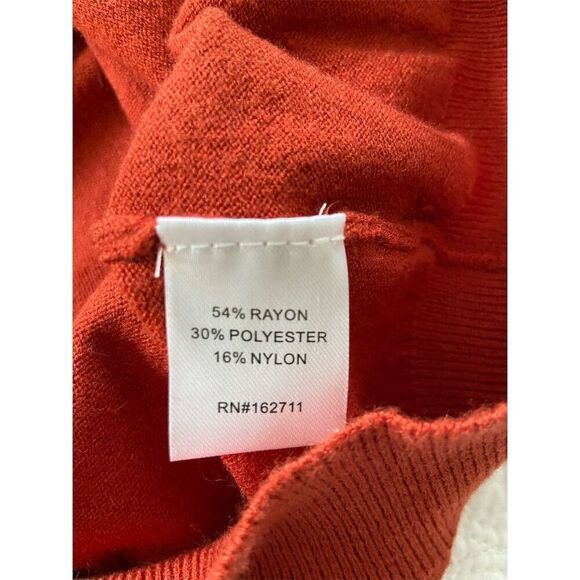 54% RAYON
30% POLYESTER
16% NYLON
RN#162711